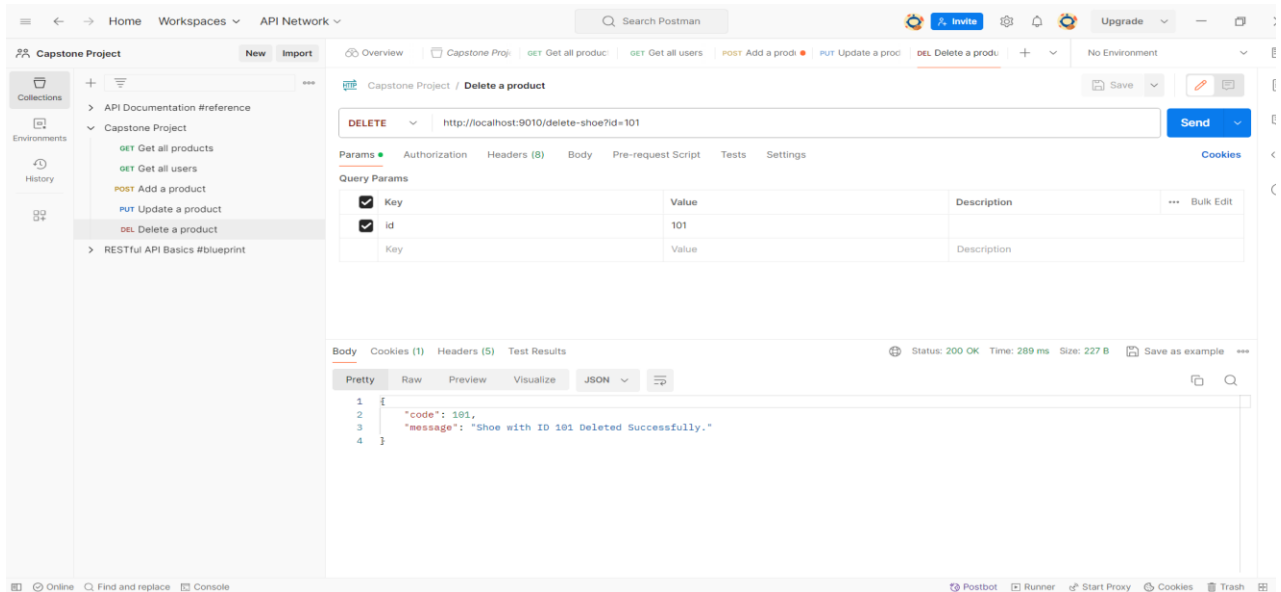 Home Workspaces API Network Search Postman Invite Upgrade
Capstone Project New Import Overview Capstone Proj GET Get all produc GET Get all users POST Add a prod PUT Update a prod DEL Delete a produ No Environment
Collections
Environments
History
API Documentation #reference
Capstone Project
GET Get all products
GET Get all users
POST Add a product
PUT Update a product
DEL Delete a product
RESTful API Basics #blueprint
HTTP Capstone Project / Delete a product Save
DELETE http://localhost:9010/delete-shoe?id=101 Send
Params Authorization Headers (8) Body Pre-request Script Tests Settings Cookies
Query Params
Key Value Description Bulk Edit
id 101
Key Value Description
Body Cookies (1) Headers (5) Test Results Status: 200 OK Time: 289 ms Size: 227 B Save as example
Pretty Raw Preview Visualize JSON
1 {
2 "code": 101,
3 "message": "Shoe with ID 101 Deleted Successfully."
4 }
Online Find and replace Console Postbot Runner Start Proxy Cookies Trash